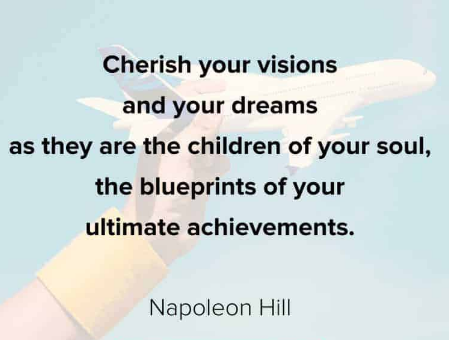 Cherish your visions
and your dreams
as they are the children of your soul,
the blueprints of your
ultimate achievements.
Napoleon Hill